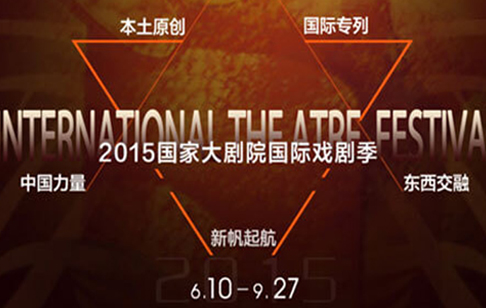 本土原创 国际专列
INTERNATIONAL THE ATRE FESTIVA
2015国家大剧院国际戏剧季
中国力量 东西交融
新帆起航
2015
6.10-9.27